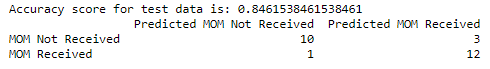 Accuracy score for test data is: 0.8461538461538461
Predicted MOM Not Received Predicted MOM Received
MOM Not Received 10 3
MOM Received 1 12